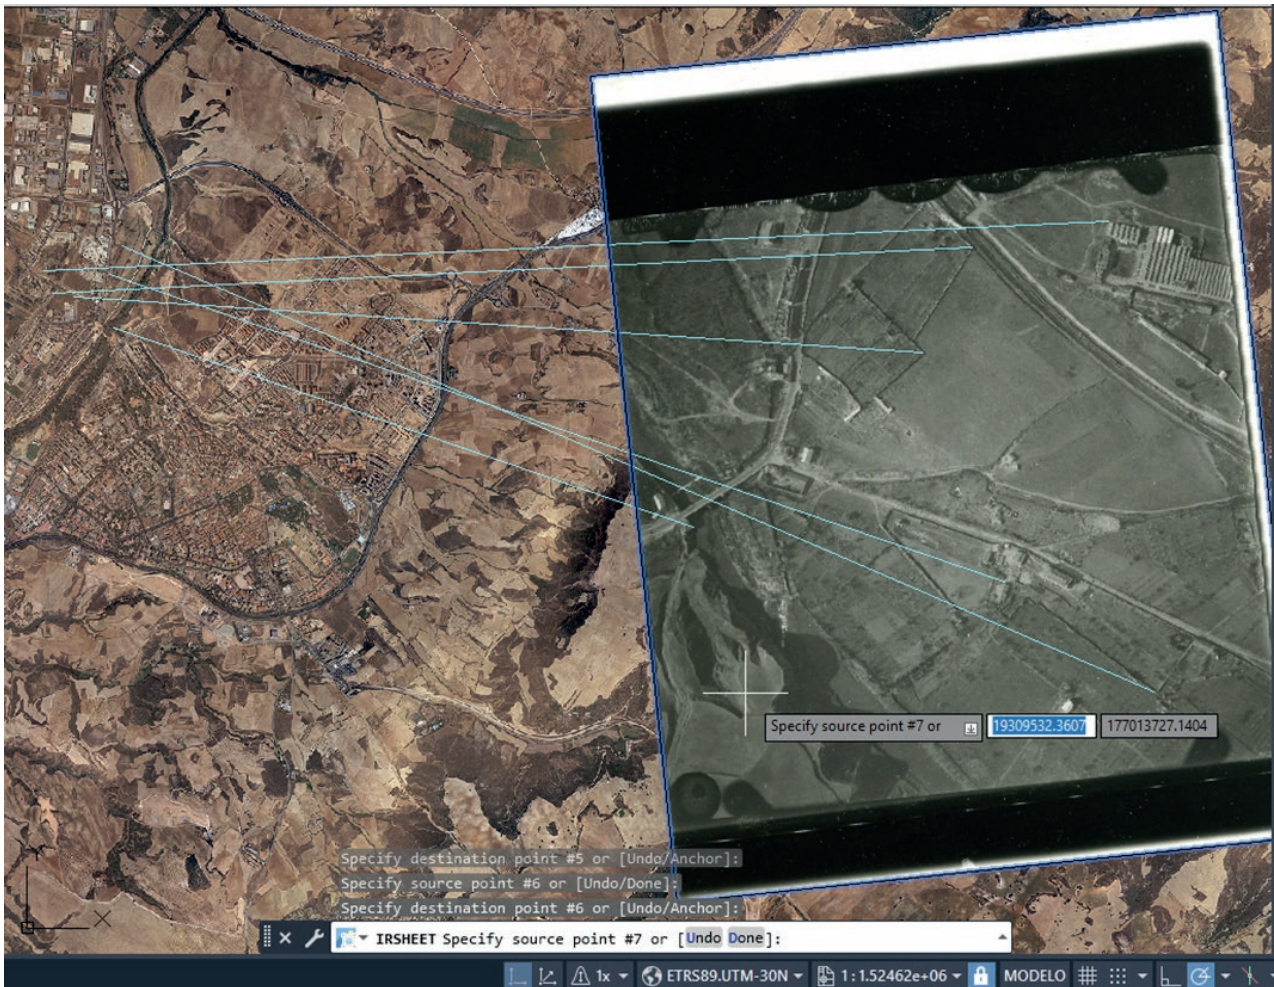 Specify source point #7 or 19309532.3607 177013727.1404
Specify destination point #5 or [Undo/Anchor]:
Specify source point #6 or [Undo/Done]:
Specify destination point #6 or [Undo/Anchor]:
IRSHEET Specify source point #7 or [Undo Done]:
1x ETRS89.UTM-30N 1:1.52462e+06 MODELO